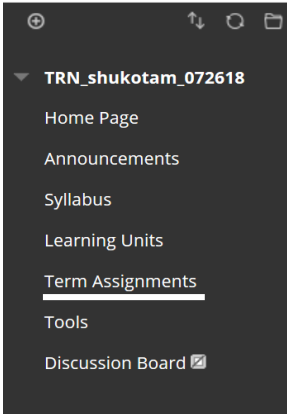 TRN_shukotam_072618
Home Page
Announcements
Syllabus
Learning Units
Term Assignments
Tools
Discussion Board